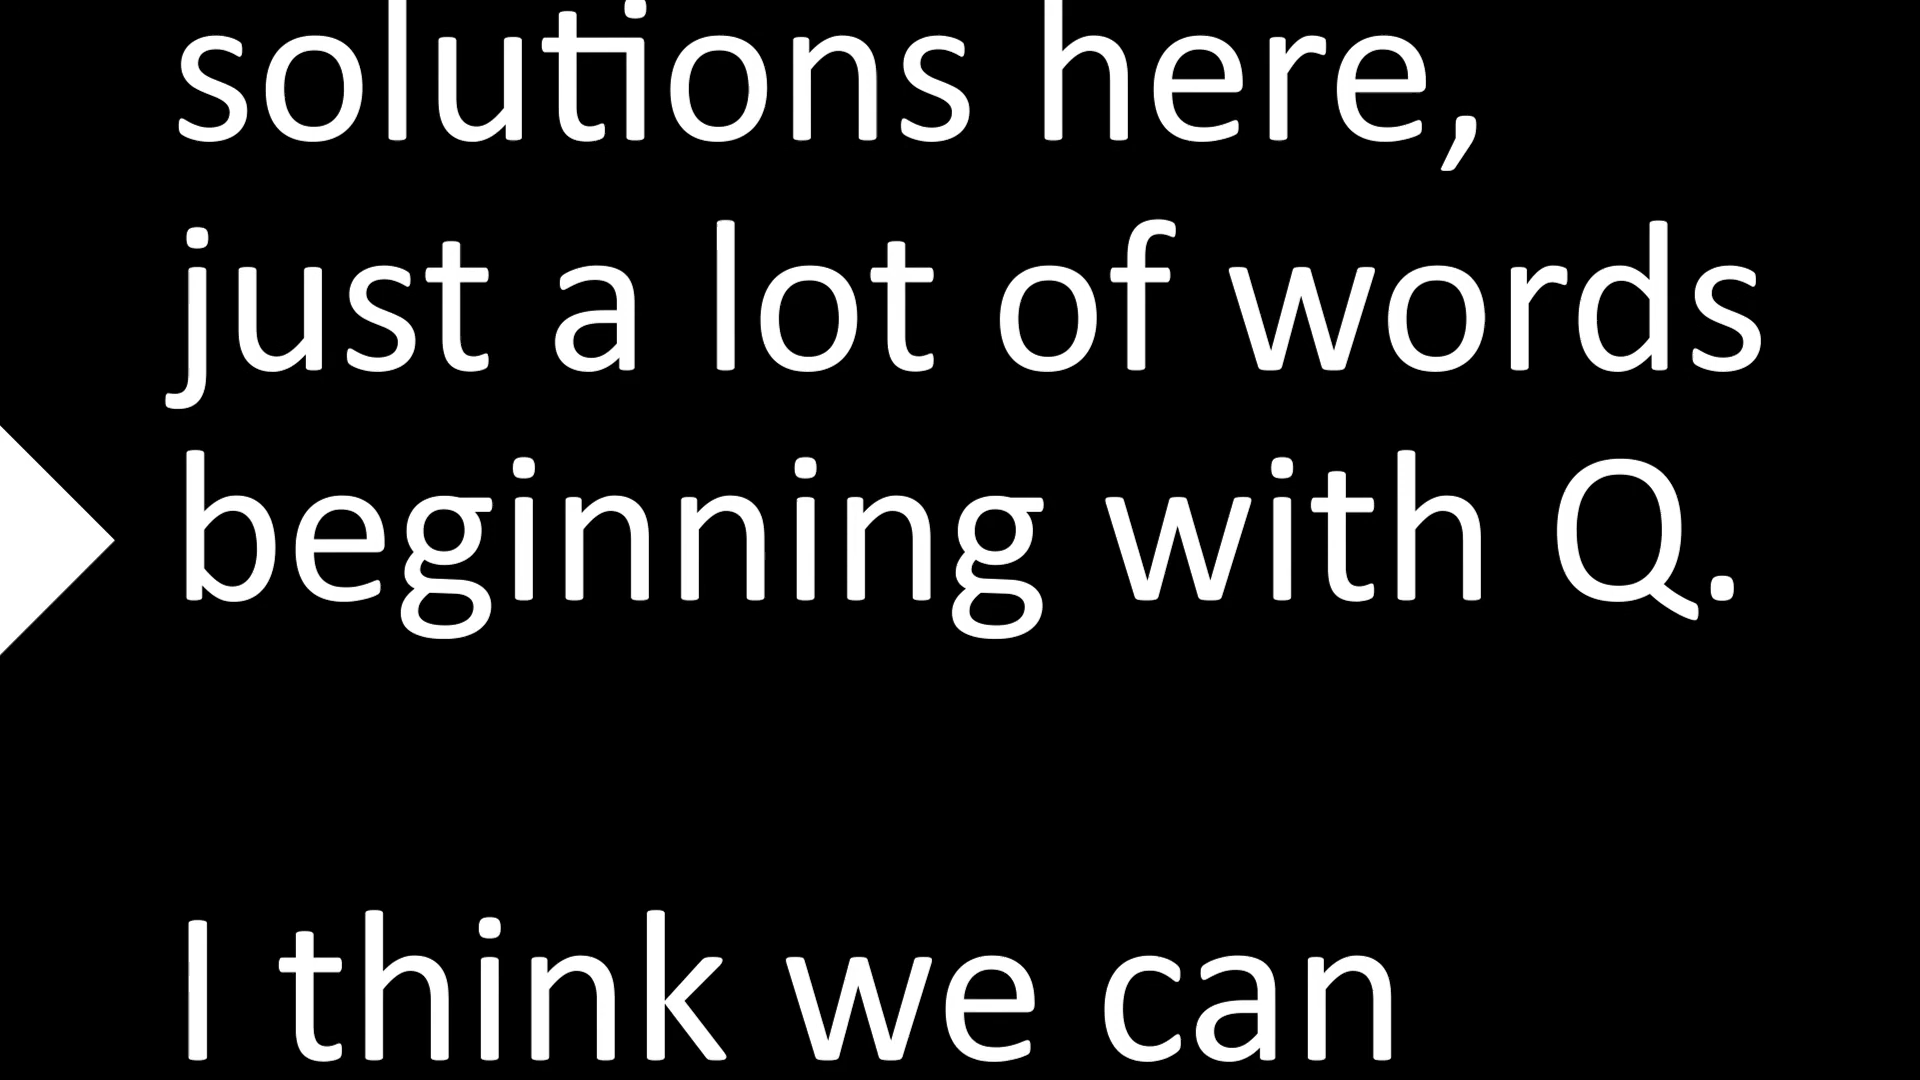 solutions here,
just a lot of words
beginning with Q.
I think we can